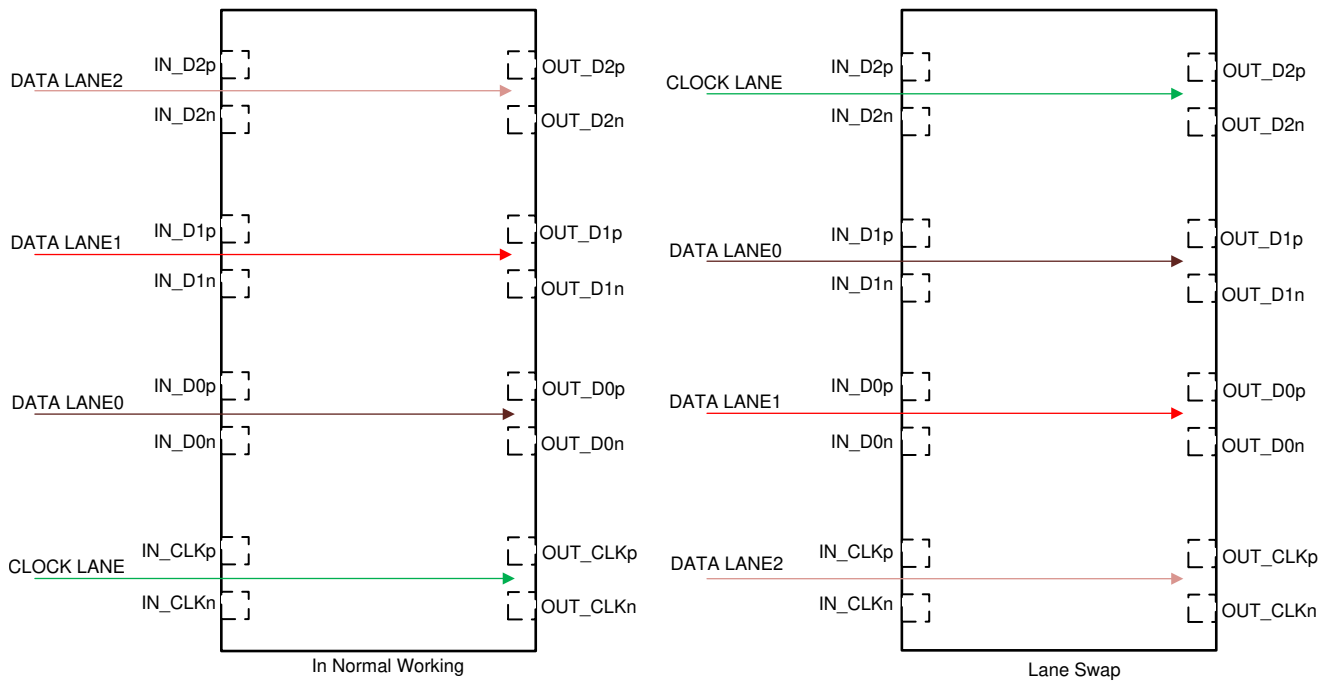 IN_D2p
OUT_D2p
DATA LANE2
IN_D2n
OUT_D2n
IN_D1p
OUT_D1p
DATA LANE1
IN_D1n
OUT_D1n
IN_D0p
OUT_D0p
DATA LANE0
IN_D0n
OUT_D0n
IN_CLKp
OUT_CLKp
CLOCK LANE
IN_CLKn
OUT_CLKn
In Normal Working
IN_D2p
OUT_D2p
CLOCK LANE
IN_D2n
OUT_D2n
IN_D1p
OUT_D1p
DATA LANE0
IN_D1n
OUT_D1n
IN_D0p
OUT_D0p
DATA LANE1
IN_D0n
OUT_D0n
IN_CLKp
OUT_CLKp
DATA LANE2
IN_CLKn
OUT_CLKn
Lane Swap